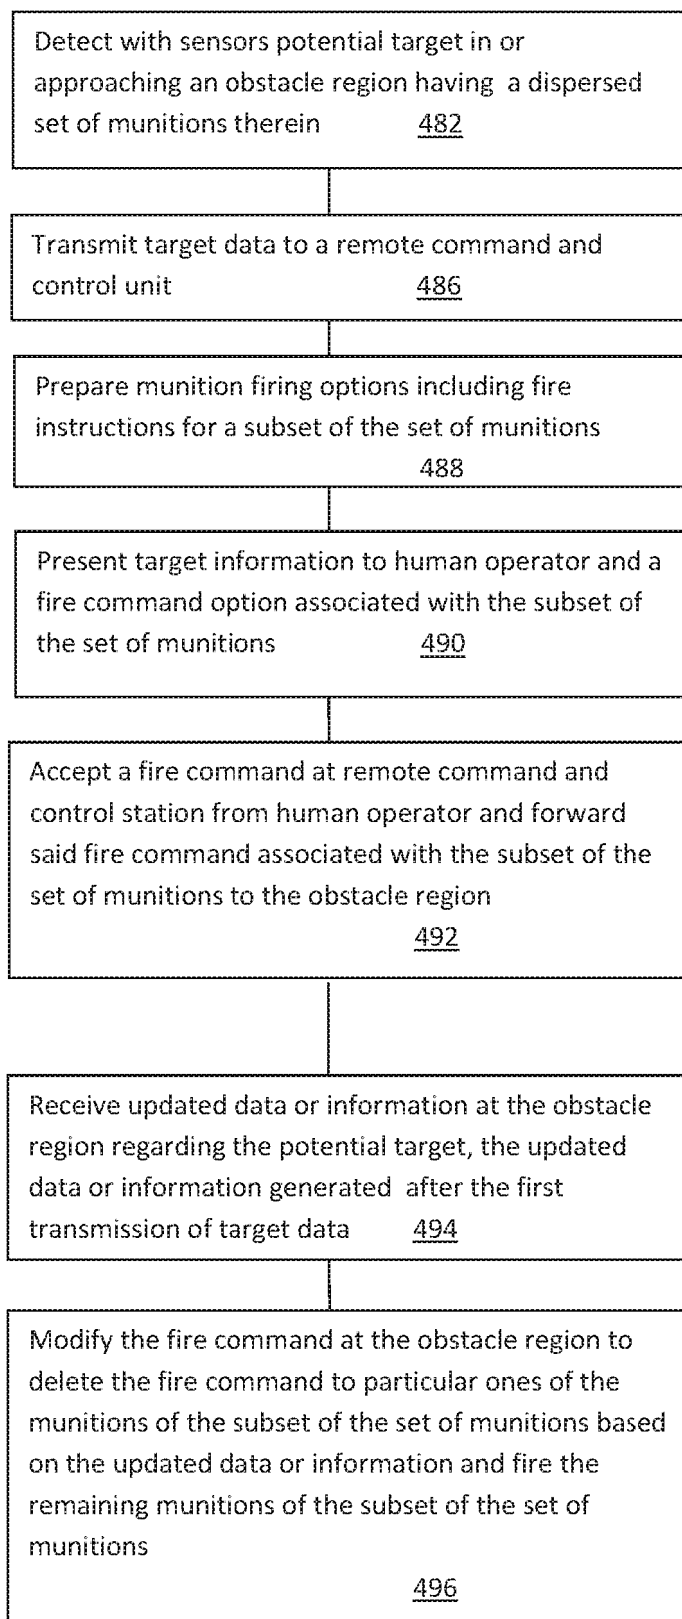 Detect with sensors potential target in or
approaching an obstacle region having a dispersed
set of munitions therein 482
Transmit target data to a remote command and
control unit 486
Prepare munition firing options including fire
instructions for a subset of the set of munitions
488
Present target information to human operator and a
fire command option associated with the subset of
the set of munitions 490
Accept a fire command at remote command and
control station from human operator and forward
said fire command associated with the subset of the
set of munitions to the obstacle region
492
Receive updated data or information at the obstacle
region regarding the potential target, the updated
data or information generated after the first
transmission of target data 494
Modify the fire command at the obstacle region to
delete the fire command to particular ones of the
munitions of the subset of the set of munitions based
on the updated data or information and fire the
remaining munitions of the subset of the set of
munitions
496